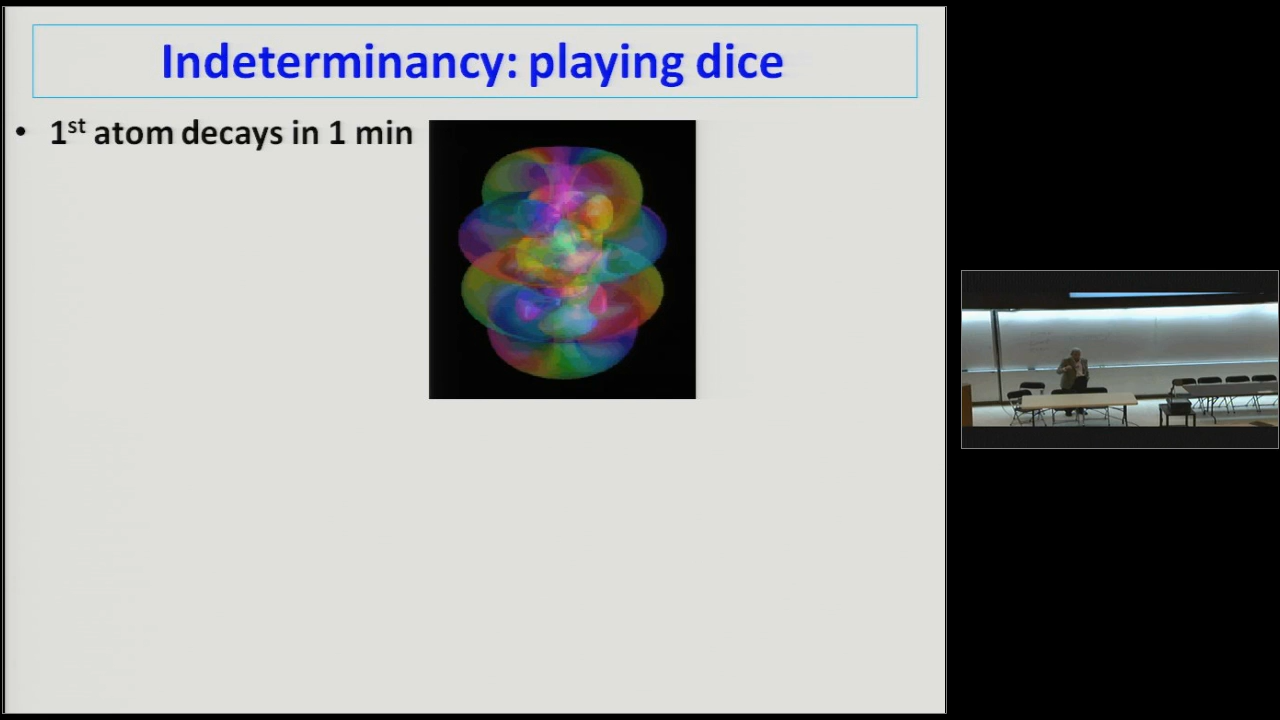 Indeterminancy: playing dice
• 1st atom decays in 1 min